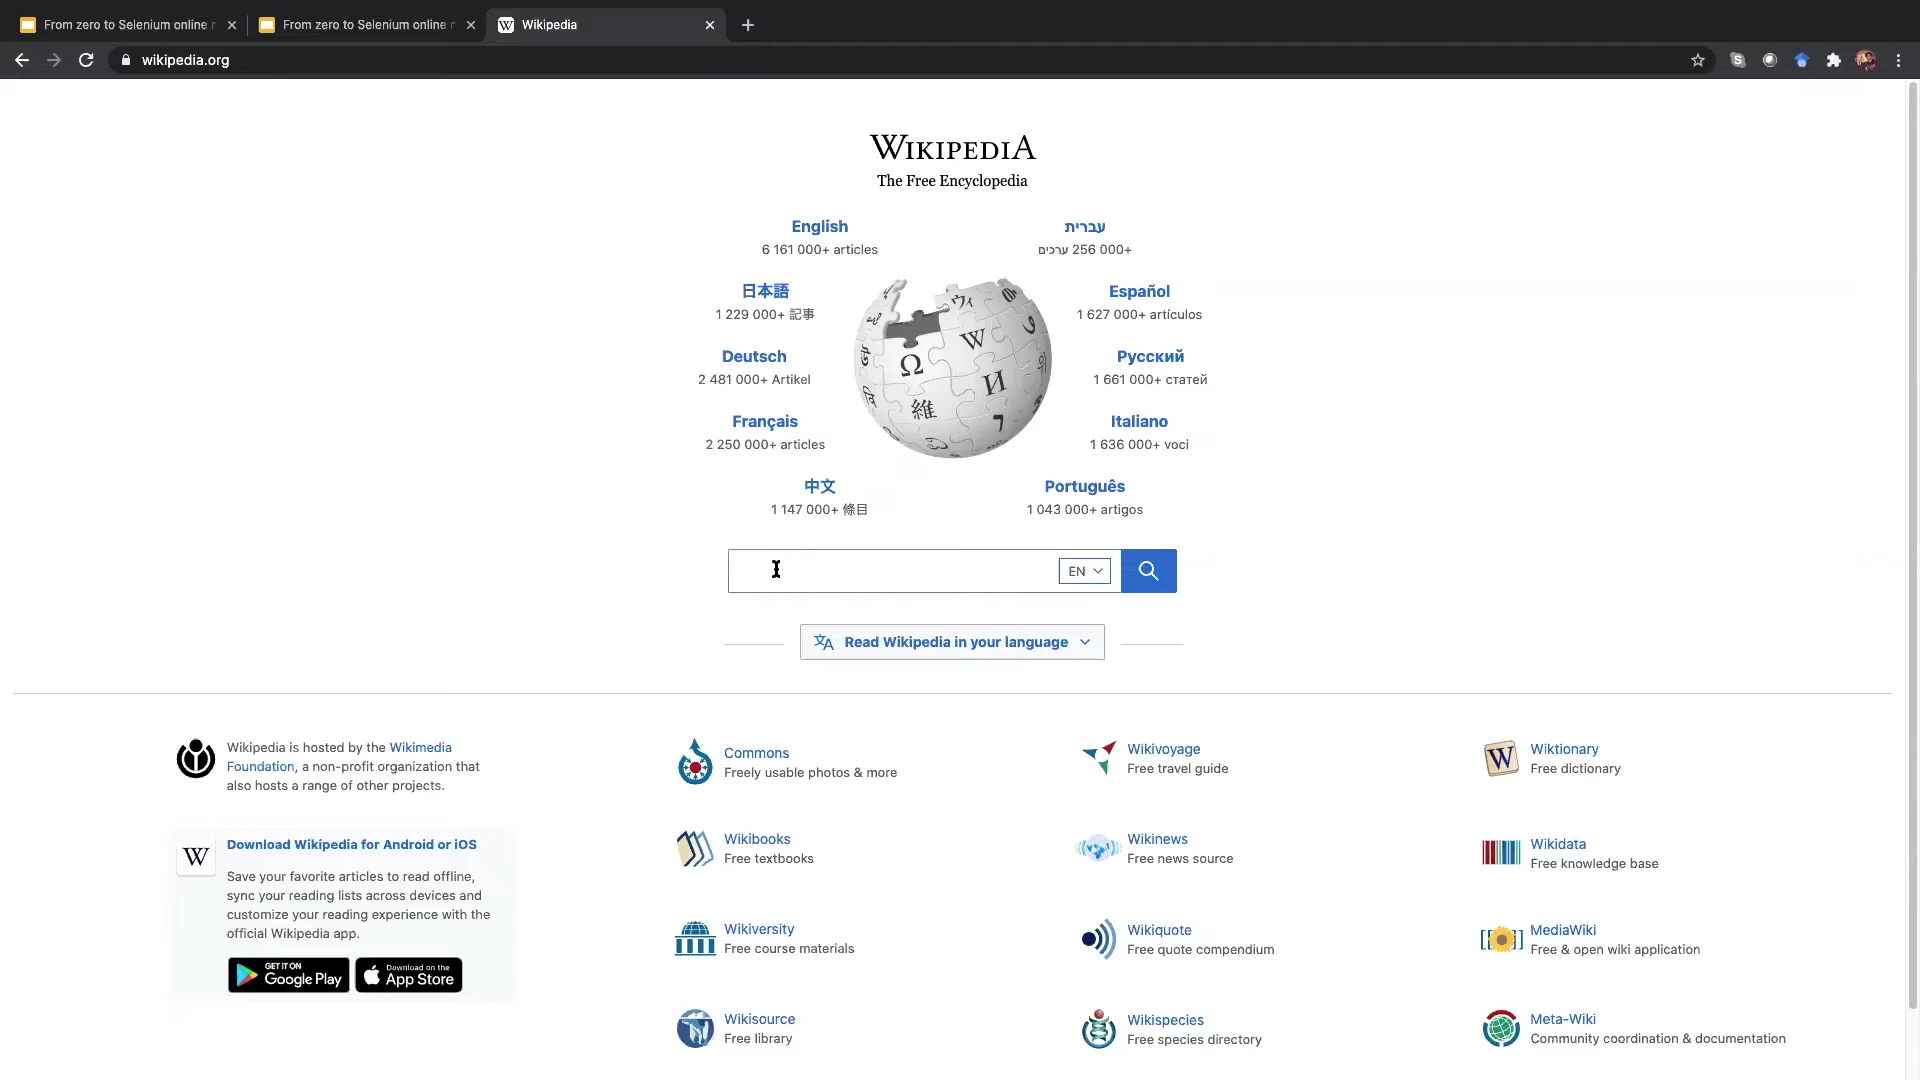 From zero to Selenium online
From zero to Selenium online
Wikipedia
wikipedia.org
WIKIPEDIA
The Free Encyclopedia
English
6 161 000+ articles
עברית
256 000+ ערכים
日本語
1 229 000+ 記事
Español
1 627 000+ artículos
Deutsch
2 481 000+ Artikel
Русский
1 661 000+ статей
Français
2 250 000+ articles
Italiano
1 636 000+ voci
中文
1 147 000+ 條目
Português
1 043 000+ artigos
EN
Read Wikipedia in your language
Wikipedia is hosted by the Wikimedia
Foundation, a non-profit organization that
also hosts a range of other projects.
Download Wikipedia for Android or iOS
Save your favorite articles to read offline,
sync your reading lists across devices and
customize your reading experience with the
official Wikipedia app.
GET IT ON
Google Play
Download on the
App Store
Commons
Freely usable photos & more
Wikivoyage
Free travel guide
Wiktionary
Free dictionary
Wikibooks
Free textbooks
Wikinews
Free news source
Wikidata
Free knowledge base
Wikiversity
Free course materials
Wikiquote
Free quote compendium
MediaWiki
Free & open wiki application
Wikisource
Free library
Wikispecies
Free species directory
Meta-Wiki
Community coordination & documentation